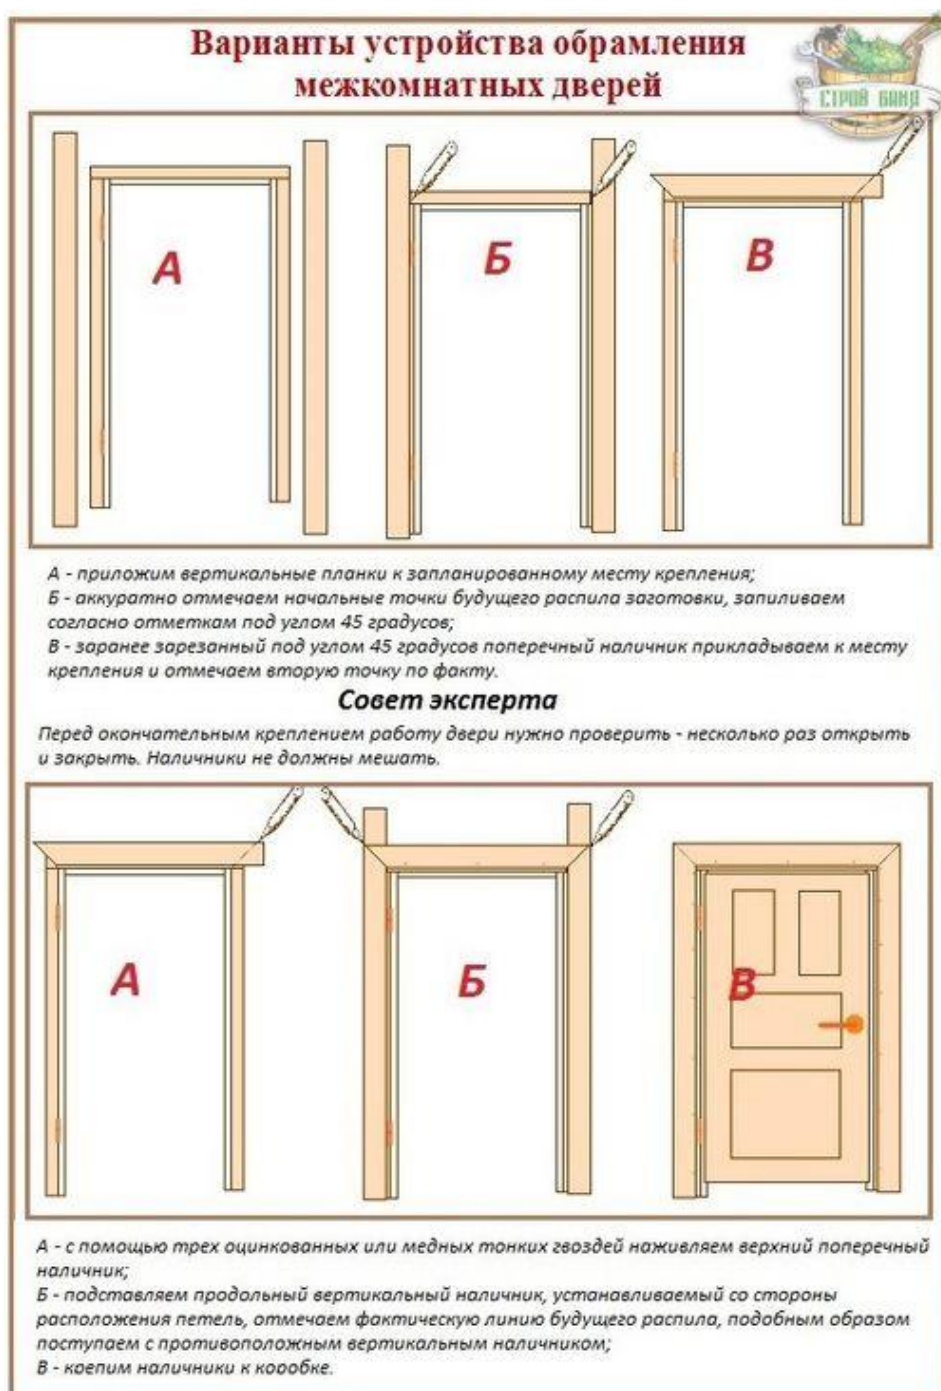 Варианты устройства обрамления
межкомнатных дверей
СТРОЙ БАНЯ
А
Б
В
А - приложим вертикальные планки к запланированному месту крепления;
Б - аккуратно отмечаем начальные точки будущего распила заготовки, запиливаем
согласно отметкам под углом 45 градусов;
В - заранее зарезанный под углом 45 градусов поперечный наличник прикладываем к месту
крепления и отмечаем вторую точку по факту.
Совет эксперта
Перед окончательным креплением работу двери нужно проверить - несколько раз открыть
и закрыть. Наличники не должны мешать.
А
Б
В
А - с помощью трех оцинкованных или медных тонких гвоздей наживляем верхний поперечный
наличник;
Б - подставляем продольный вертикальный наличник, устанавливаемый со стороны
расположения петель, отмечаем фактическую линию будущего распила, подобным образом
поступаем с противоположным вертикальным наличником;
В - крепим наличники к коробке.